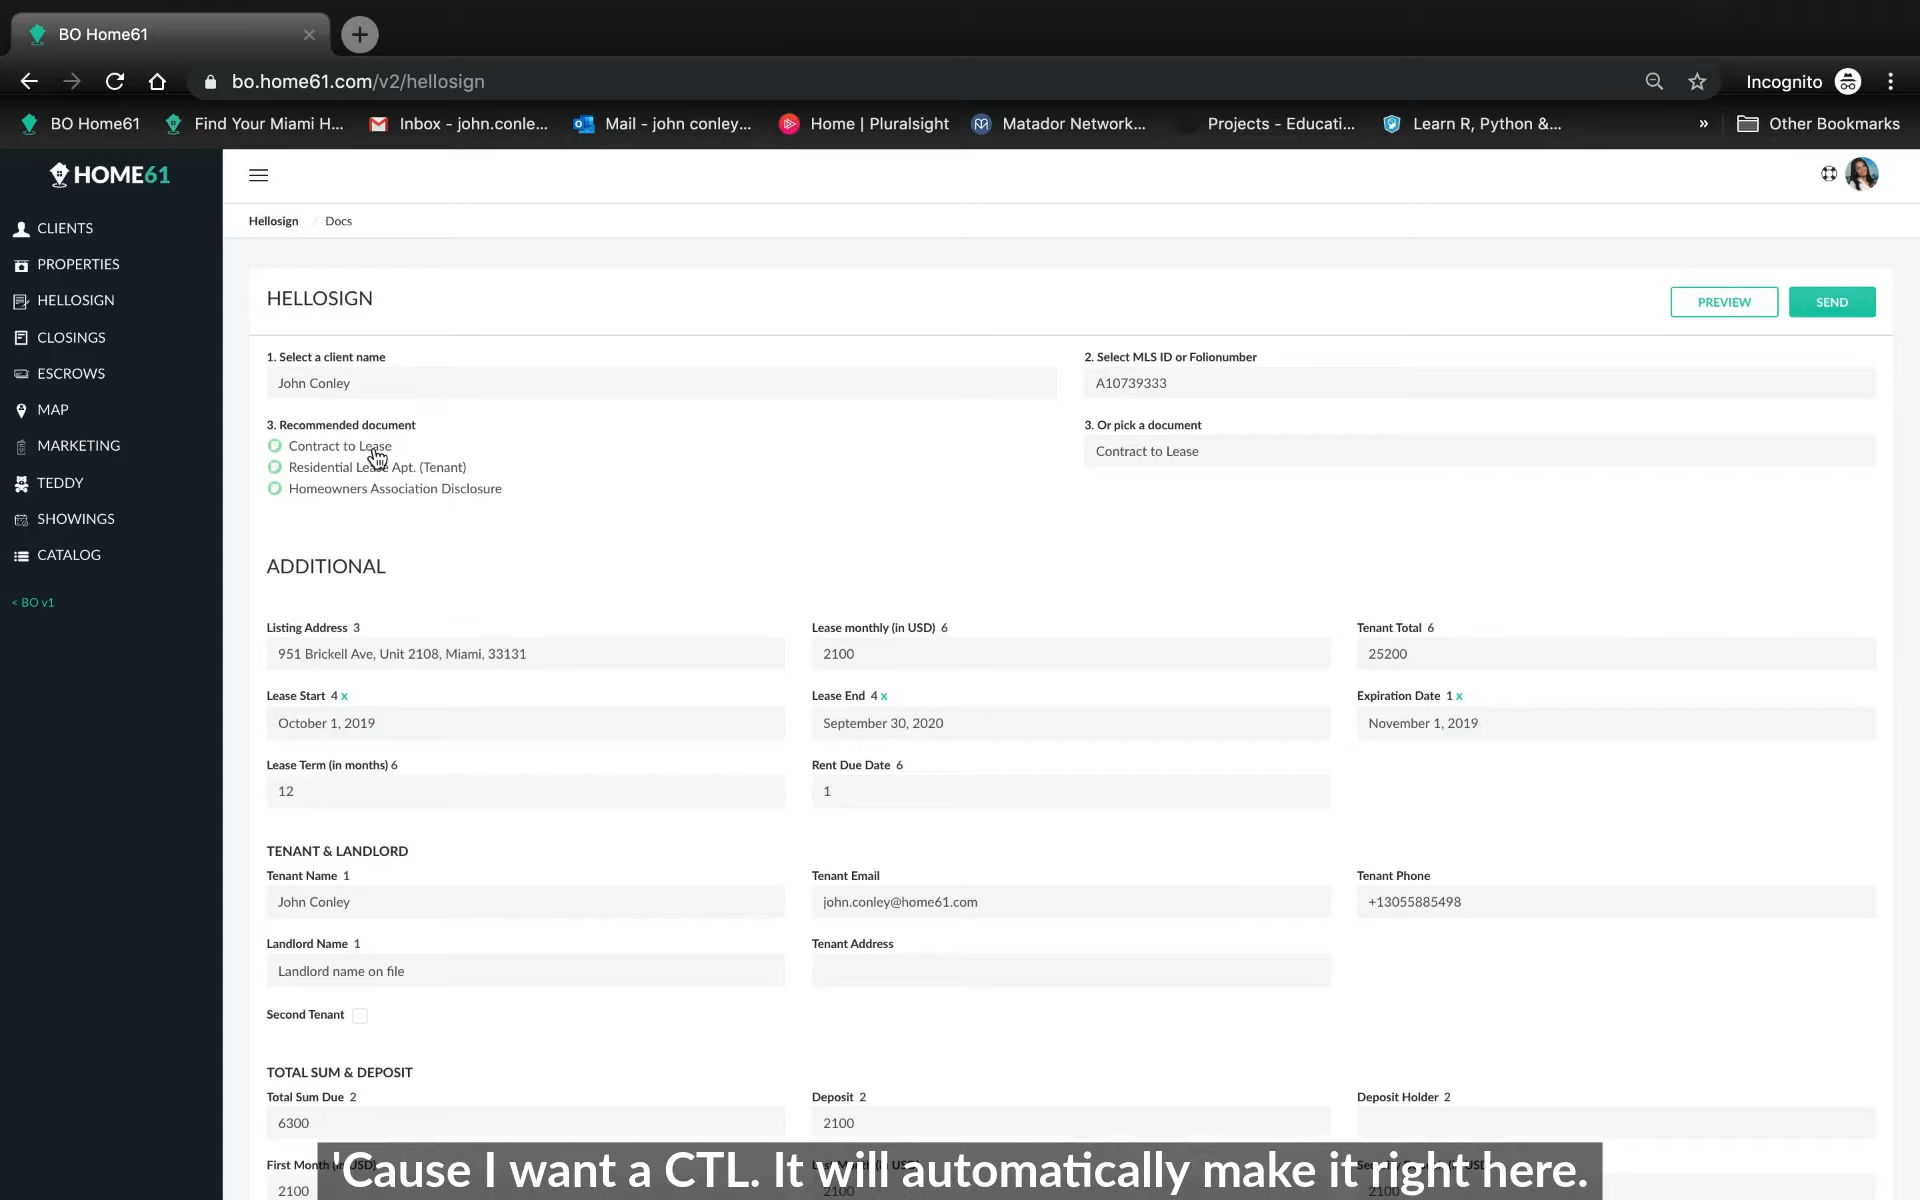 BO Home61
bo.home61.com/v2/hellosign
Incognito
BO Home61
Find Your Miami H...
Inbox - john.conle...
Mail - john conley...
Home | Pluralsight
Matador Network...
Projects - Educati...
Learn R, Python &...
»
Other Bookmarks
HOME61
CLIENTS
PROPERTIES
HELLOSIGN
CLOSINGS
ESCROWS
MAP
MARKETING
TEDDY
SHOWINGS
CATALOG
< BO v1
Hellosign / Docs
HELLOSIGN
PREVIEW
SEND
1. Select a client name
John Conley
2. Select MLS ID or Folionumber
A10739333
3. Recommended document
Contract to Lease
Residential Lease Apt. (Tenant)
Homeowners Association Disclosure
3. Or pick a document
Contract to Lease
ADDITIONAL
Listing Address 3
951 Brickell Ave, Unit 2108, Miami, 33131
Lease monthly (in USD) 6
2100
Tenant Total 6
25200
Lease Start 4 x
October 1, 2019
Lease End 4 x
September 30, 2020
Expiration Date 1 x
November 1, 2019
Lease Term (in months) 6
12
Rent Due Date 6
1
TENANT & LANDLORD
Tenant Name 1
John Conley
Tenant Email
john.conley@home61.com
Tenant Phone
+13055885498
Landlord Name 1
Landlord name on file
Tenant Address
Second Tenant
TOTAL SUM & DEPOSIT
Total Sum Due 2
6300
Deposit 2
2100
Deposit Holder 2
First Month (in USD)
2100
2100
2100
'Cause I want a CTL. It will automatically make it right here.